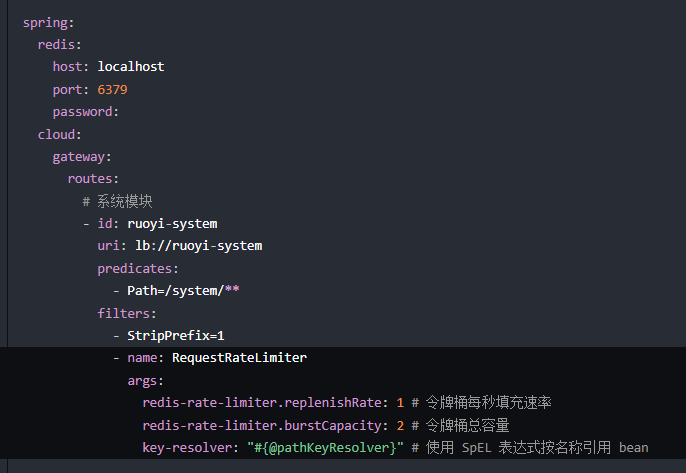 spring:
  redis:
    host: localhost
    port: 6379
    password:
  cloud:
    gateway:
      routes:
        # 系统模块
        - id: ruoyi-system
          uri: lb://ruoyi-system
          predicates:
            - Path=/system/**
          filters:
            - StripPrefix=1
            - name: RequestRateLimiter
              args:
                redis-rate-limiter.replenishRate: 1 # 令牌桶每秒填充速率
                redis-rate-limiter.burstCapacity: 2 # 令牌桶总容量
                key-resolver: "#{@pathKeyResolver}" # 使用 SpEL 表达式按名称引用 bean